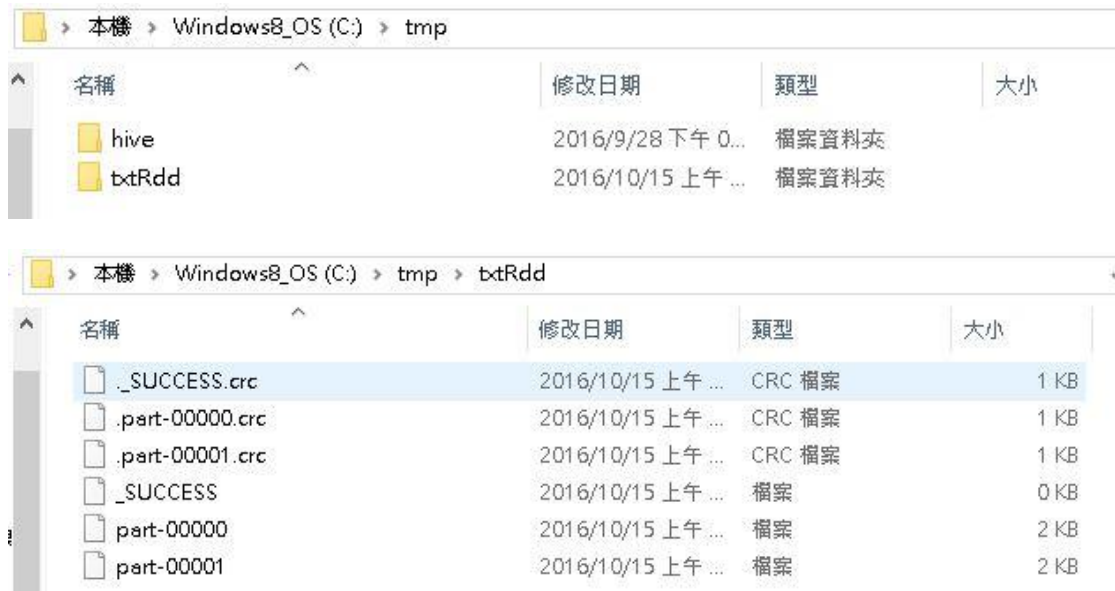 本機 > Windows8_OS (C:) > tmp
名稱 修改日期 類型 大小
hive 2016/9/28 下午 0... 檔案資料夾
txtRdd 2016/10/15 上午 ... 檔案資料夾
本機 > Windows8_OS (C:) > tmp > txtRdd
名稱 修改日期 類型 大小
._SUCCESS.crc 2016/10/15 上午 ... CRC 檔案 1 KB
.part-00000.crc 2016/10/15 上午 ... CRC 檔案 1 KB
.part-00001.crc 2016/10/15 上午 ... CRC 檔案 1 KB
_SUCCESS 2016/10/15 上午 ... 檔案 0 KB
part-00000 2016/10/15 上午 ... 檔案 2 KB
part-00001 2016/10/15 上午 ... 檔案 2 KB